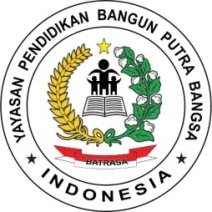 YAYASAN PENDIDIKAN BANGUN PUTRA BANGSA
BATRASA
INDONESIA